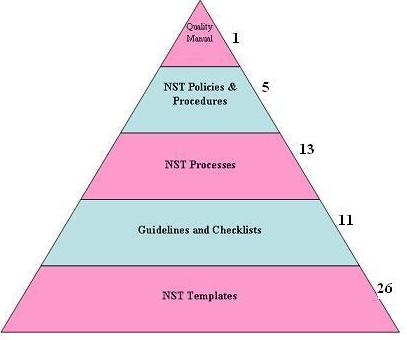 Quality
Manual
1
NST Policies &
Procedures
5
13
NST Processes
11
Guidelines and Checklists
26
NST Templates